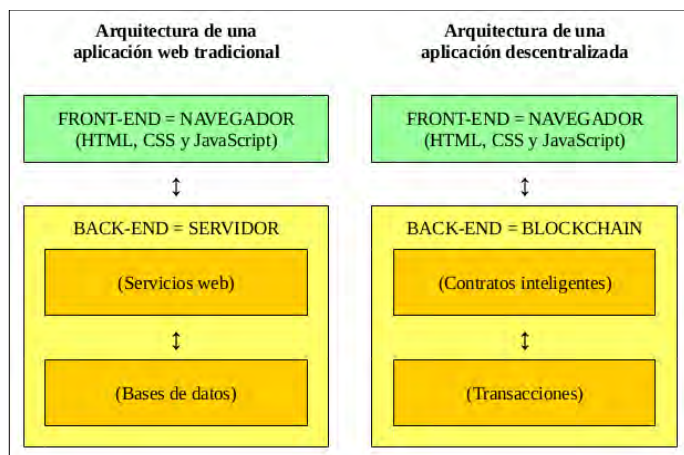 Arquitectura de una
aplicación web tradicional
FRONT-END = NAVEGADOR
(HTML, CSS y JavaScript)
↕
BACK-END = SERVIDOR
(Servicios web)
↕
(Bases de datos)
Arquitectura de una
aplicación descentralizada
FRONT-END = NAVEGADOR
(HTML, CSS y JavaScript)
↕
BACK-END = BLOCKCHAIN
(Contratos inteligentes)
↕
(Transacciones)